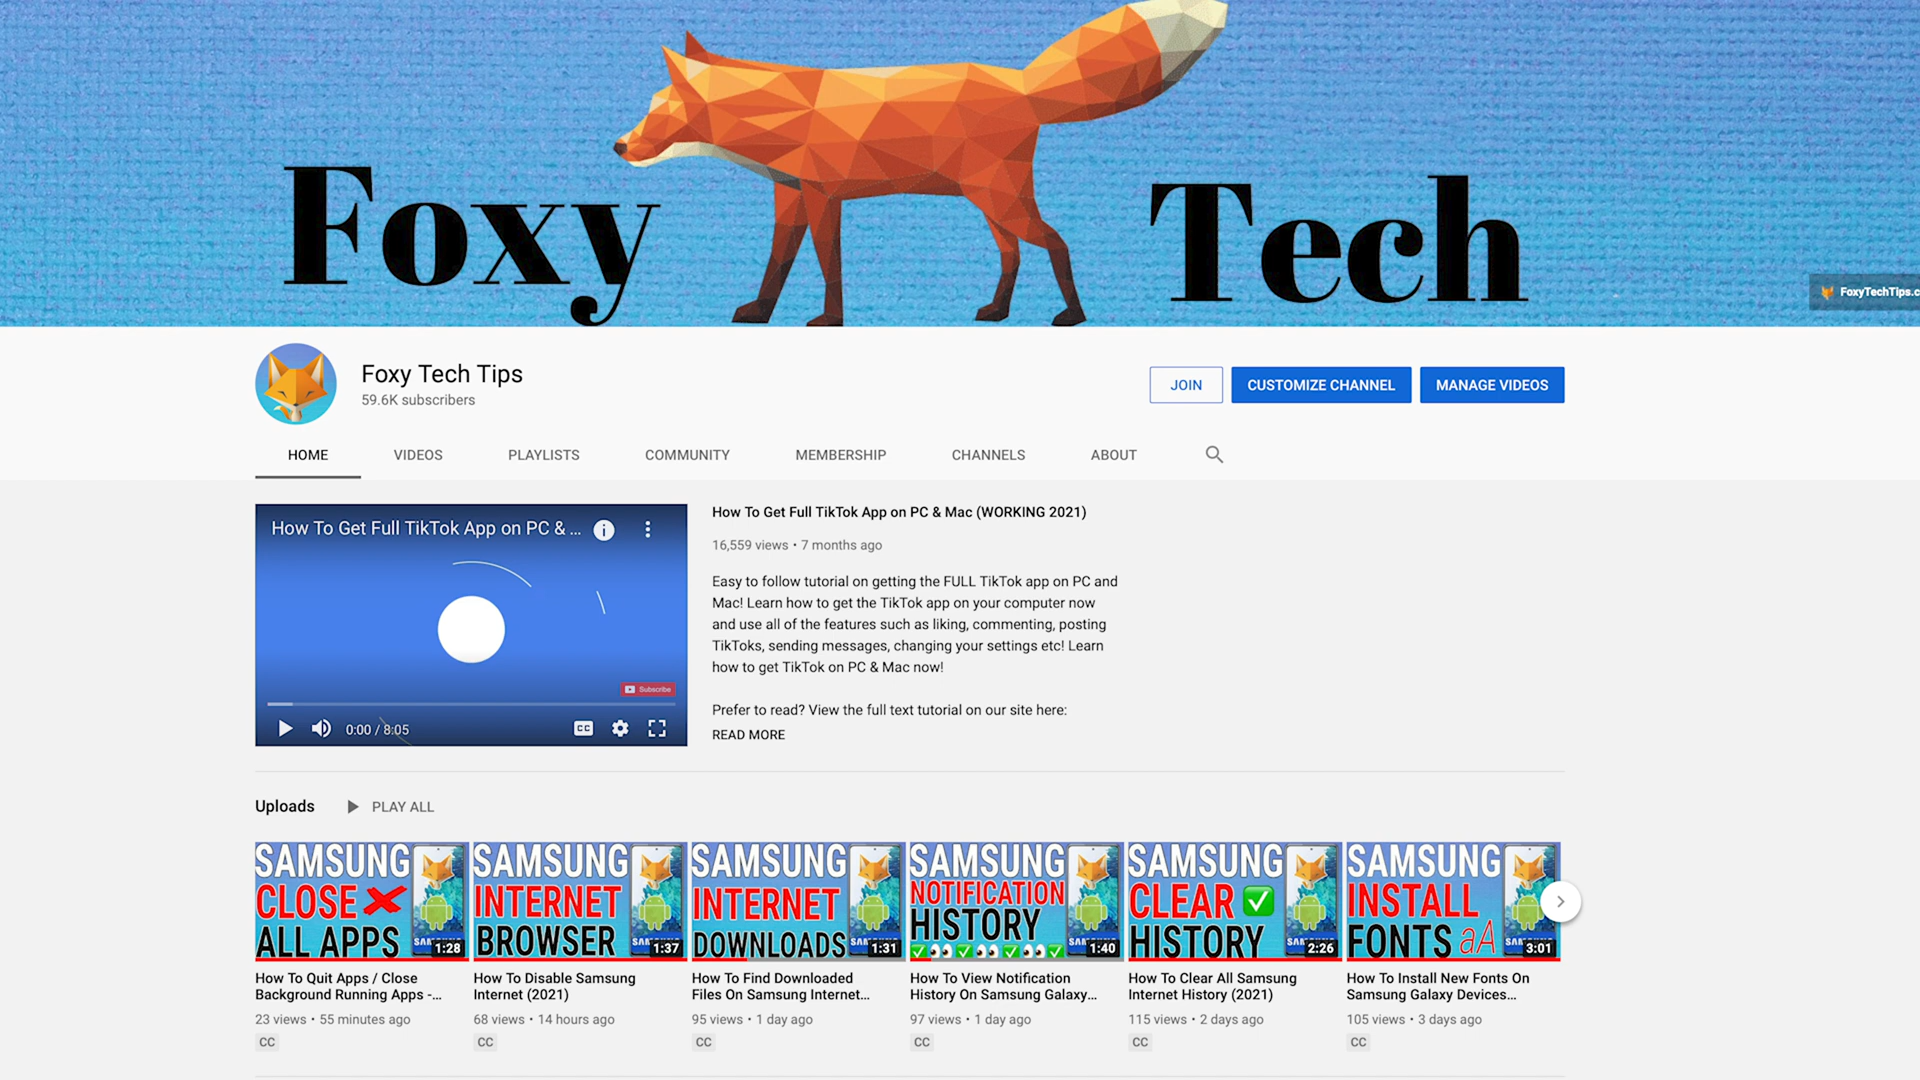 Foxy Tech
FoxyTechTips.c
Foxy Tech Tips
59.6K subscribers
JOIN
CUSTOMIZE CHANNEL
MANAGE VIDEOS
HOME
VIDEOS
PLAYLISTS
COMMUNITY
MEMBERSHIP
CHANNELS
ABOUT
How To Get Full TikTok App on PC & ...
Subscribe
0:00 / 8:05
CC
How To Get Full TikTok App on PC & Mac (WORKING 2021)
16,559 views • 7 months ago
Easy to follow tutorial on getting the FULL TikTok app on PC and
Mac! Learn how to get the TikTok app on your computer now
and use all of the features such as liking, commenting, posting
TikToks, sending messages, changing your settings etc! Learn
how to get TikTok on PC & Mac now!
Prefer to read? View the full text tutorial on our site here:
READ MORE
Uploads
PLAY ALL
SAMSUNG
CLOSE
ALL APPS
SAM
1:28
How To Quit Apps / Close
Background Running Apps -...
23 views • 55 minutes ago
CC
SAMSUNG
INTERNET
BROWSER
SAM
1:37
How To Disable Samsung
Internet (2021)
68 views • 14 hours ago
CC
SAMSUNG
INTERNET
DOWNLOADS
SAM
1:31
How To Find Downloaded
Files On Samsung Internet...
95 views • 1 day ago
CC
SAMSUNG
NOTIFICATION
HISTORY
SAM
1:40
How To View Notification
History On Samsung Galaxy...
97 views • 1 day ago
CC
SAMSUNG
CLEAR
HISTORY
SAM
2:26
How To Clear All Samsung
Internet History (2021)
115 views • 2 days ago
CC
SAMSUNG
INSTALL
FONTS aA
SAM
3:01
How To Install New Fonts On
Samsung Galaxy Devices...
105 views • 3 days ago
CC